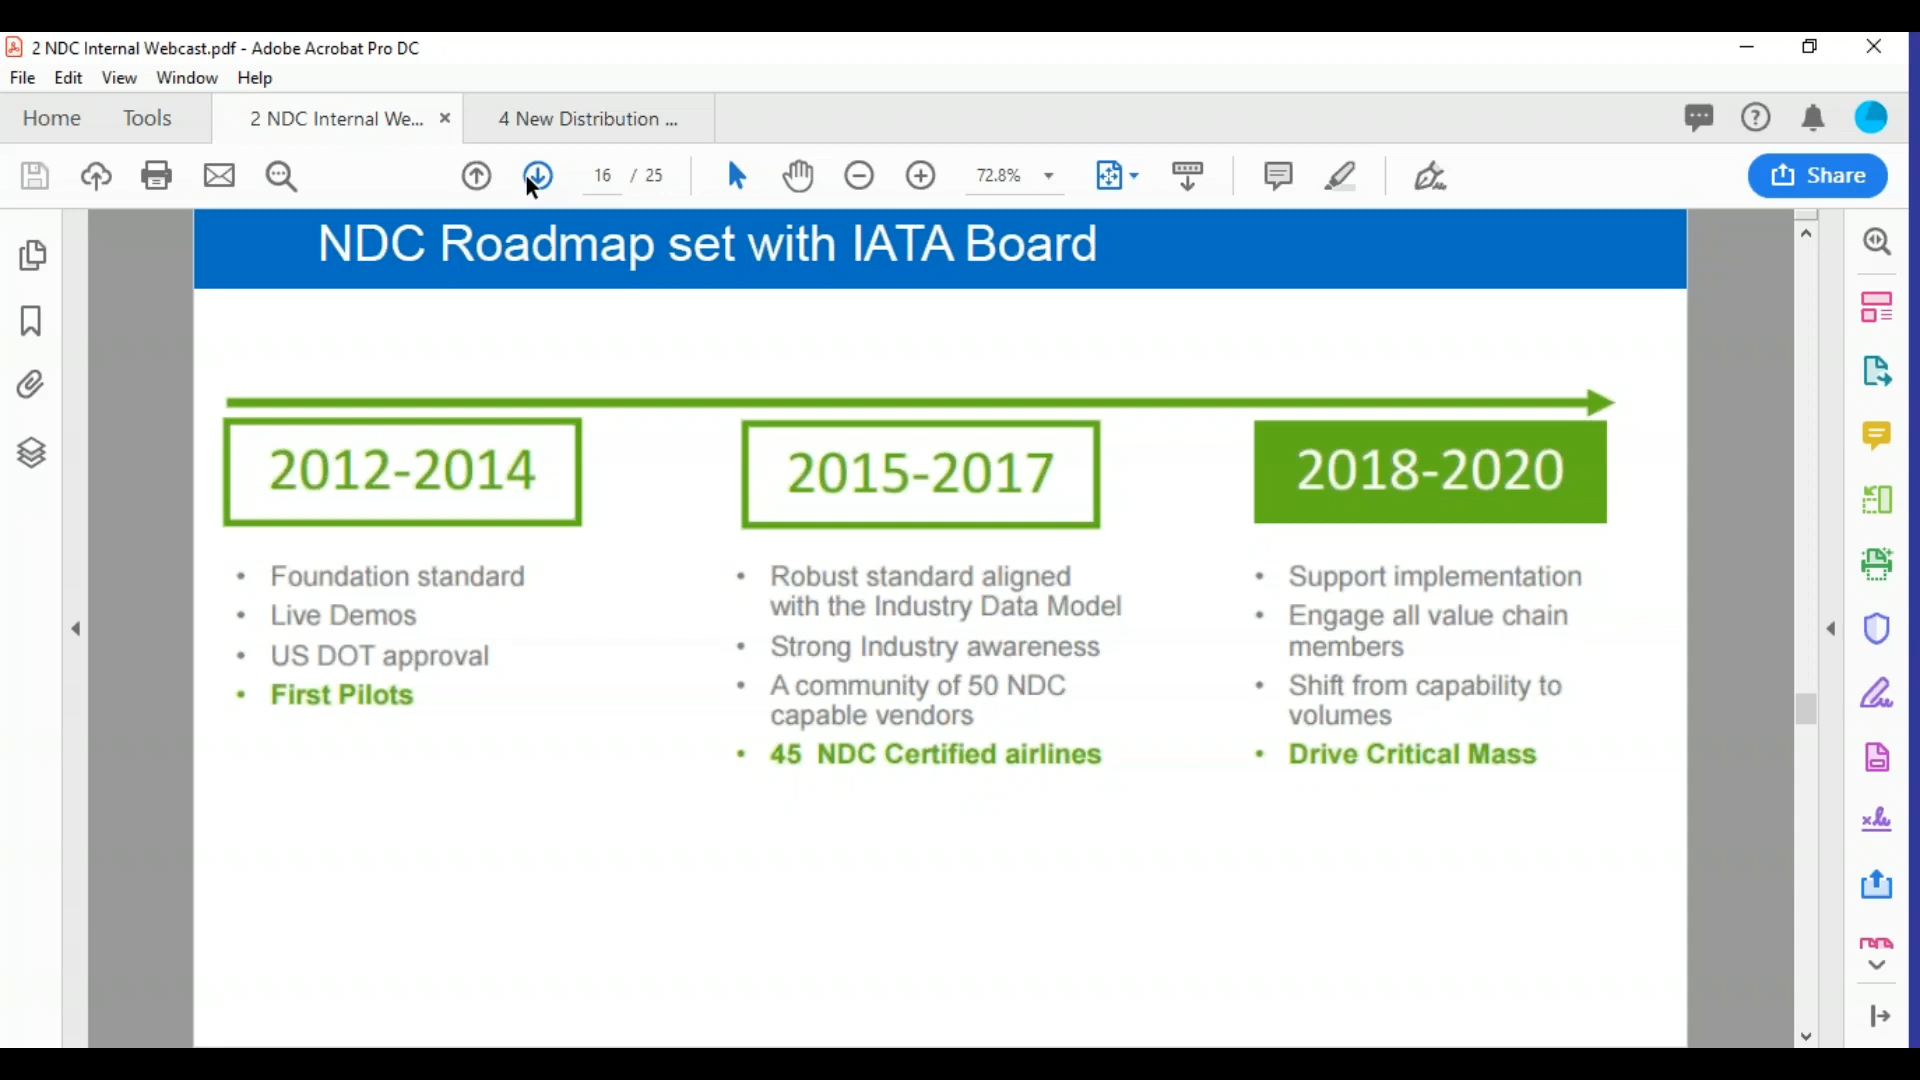 2 NDC Internal Webcast.pdf - Adobe Acrobat Pro DC
File Edit View Window Help
Home Tools 2 NDC Internal We... × 4 New Distribution ...
16 / 25 72.8% Share
NDC Roadmap set with IATA Board
2012-2014
• Foundation standard
• Live Demos
• US DOT approval
• First Pilots
2015-2017
• Robust standard aligned
with the Industry Data Model
• Strong Industry awareness
• A community of 50 NDC
capable vendors
• 45 NDC Certified airlines
2018-2020
• Support implementation
• Engage all value chain
members
• Shift from capability to
volumes
• Drive Critical Mass